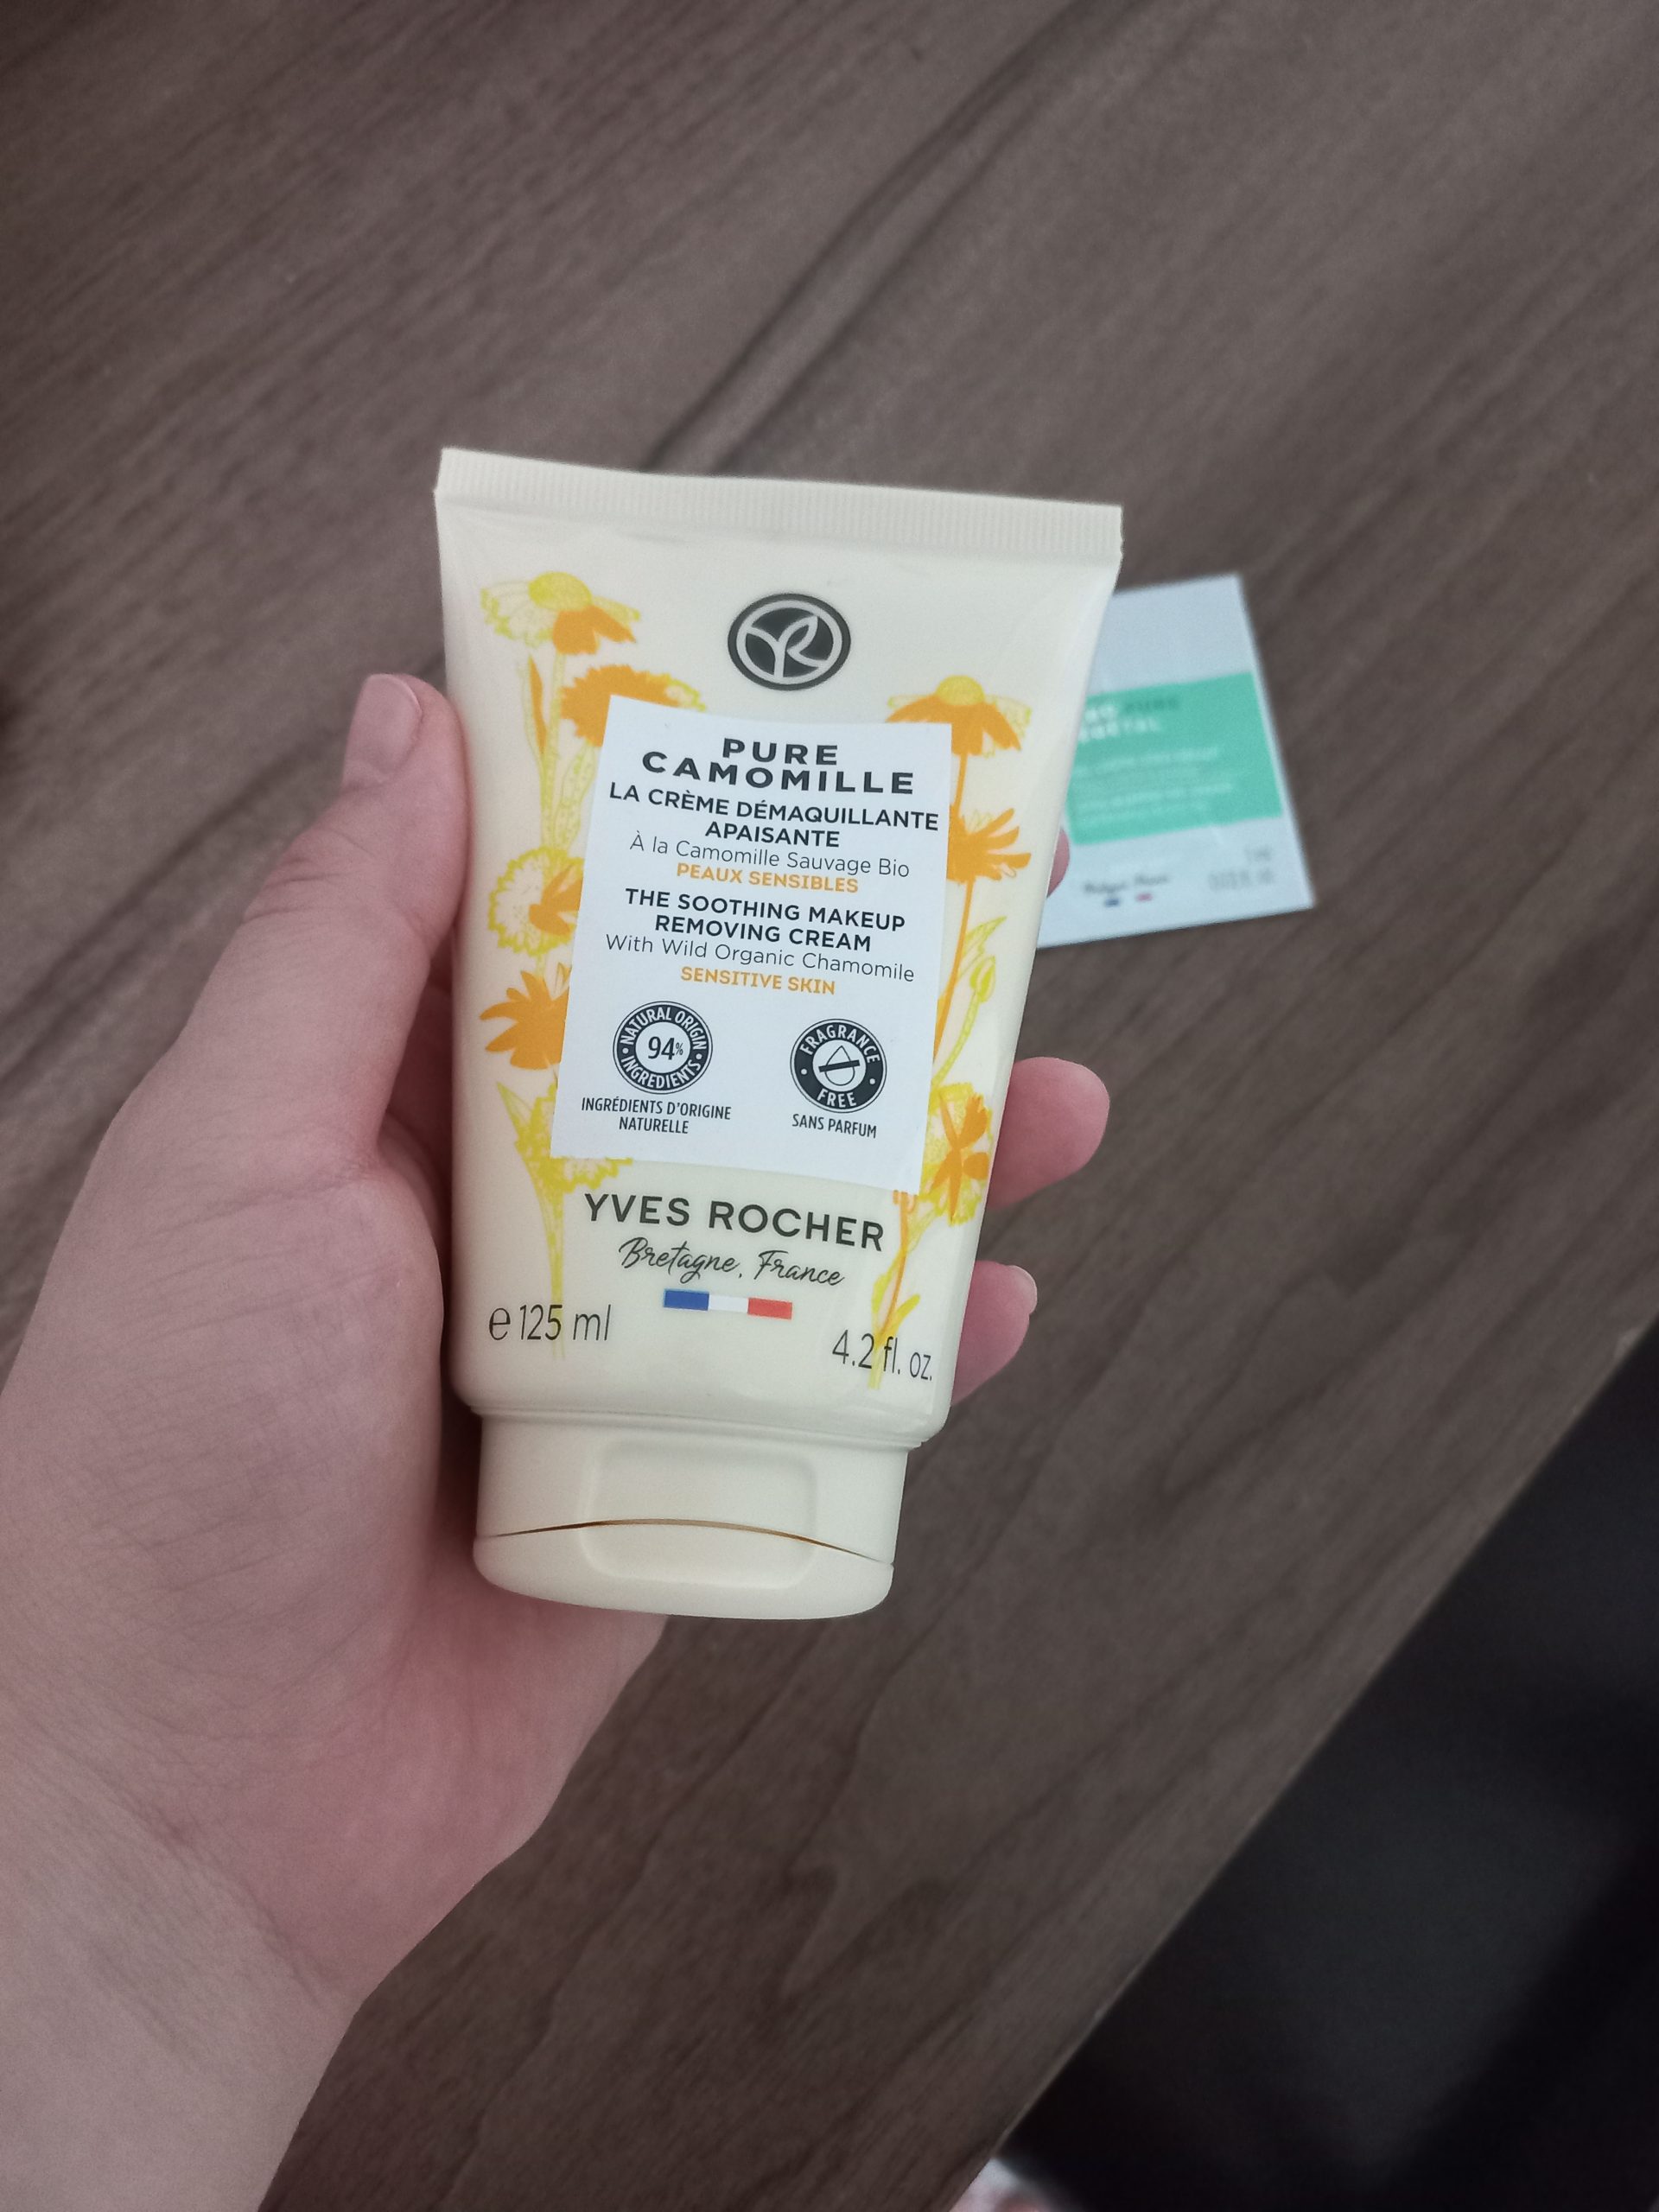 PURE
CAMOMILLE
LA CRÈME DÉMAQUILLANTE
APAISANTE
À la Camomille Sauvage Bio
PEAUX SENSIBLES
THE SOOTHING MAKEUP
REMOVING CREAM
With Wild Organic Chamomile
SENSITIVE SKIN
NATURAL ORIGIN
94%
INGREDIENTS
INGRÉDIENTS D'ORIGINE
NATURELLE
FRAGRANCE
FREE
SANS PARFUM
YVES ROCHER
Bretagne, France
e 125 ml
4.2 fl. oz.
PURE